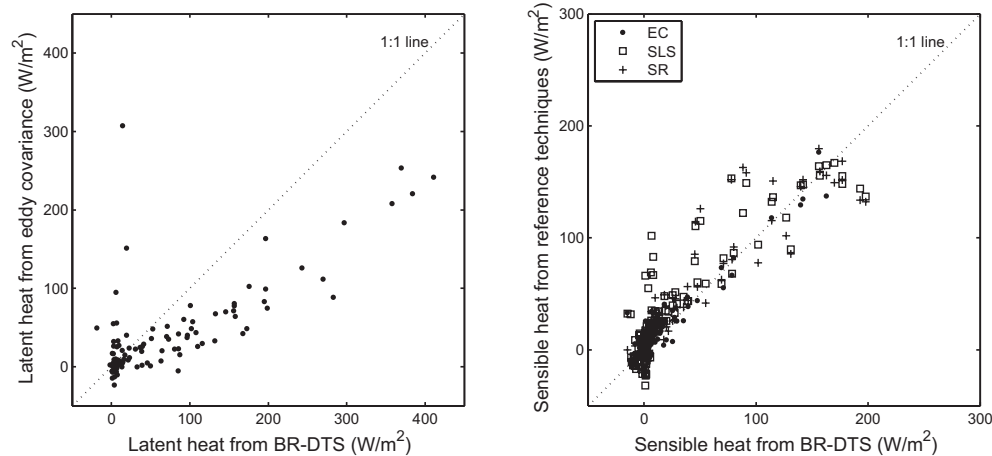 Latent heat from eddy covariance (W/m²)
400
300
200
100
0
1:1 line
0 100 200 300 400
Latent heat from BR-DTS (W/m²)
Sensible heat from reference techniques (W/m²)
300
200
100
0
EC
SLS
SR
1:1 line
0 100 200 300
Sensible heat from BR-DTS (W/m²)